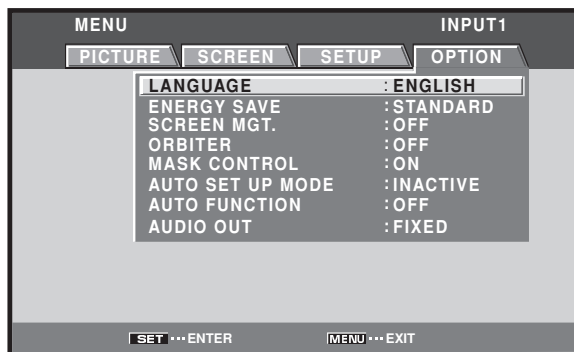 MENU INPUT1
PICTURE SCREEN SETUP OPTION
LANGUAGE : ENGLISH
ENERGY SAVE : STANDARD
SCREEN MGT. : OFF
ORBITER : OFF
MASK CONTROL : ON
AUTO SET UP MODE : INACTIVE
AUTO FUNCTION : OFF
AUDIO OUT : FIXED
SET ··· ENTER MENU ··· EXIT